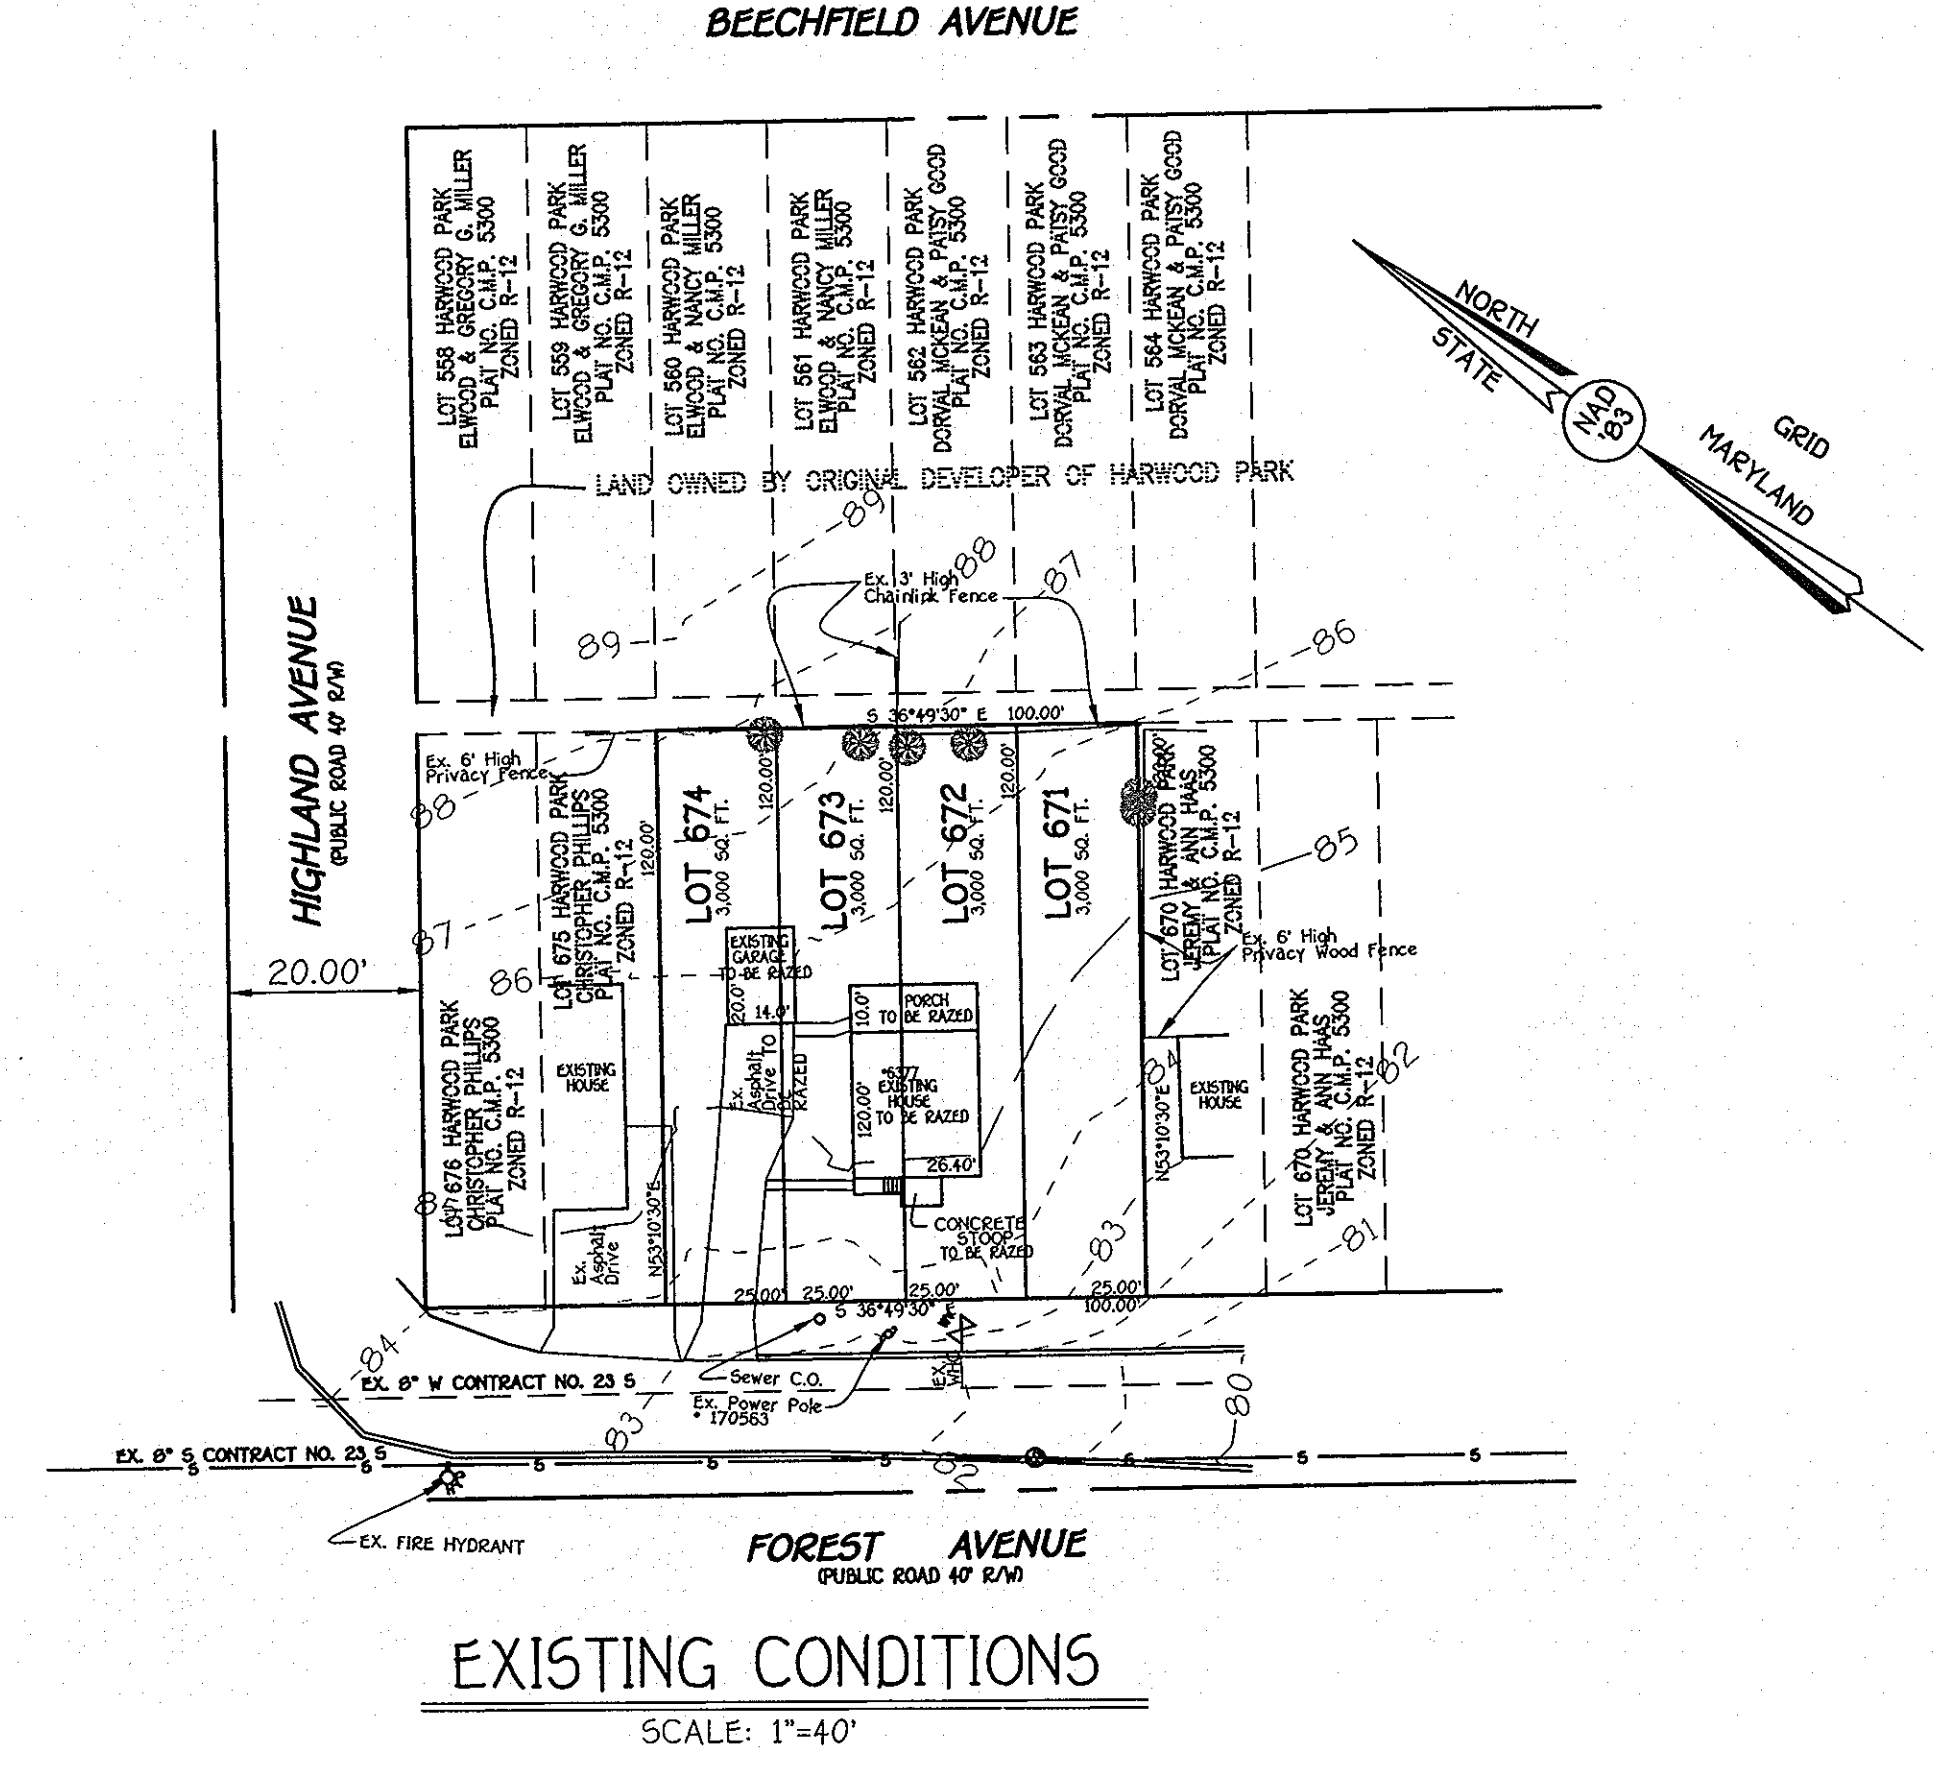 BEECHFIELD AVENUE
LOT 558 HARWOOD PARK
ELWOOD & GREGORY G. MILLER
PLAT NO. C.M.P. 5300
ZONED R-12
LOT 559 HARWOOD PARK
ELWOOD & GREGORY G. MILLER
PLAT NO. C.M.P. 5300
ZONED R-12
LOT 560 HARWOOD PARK
ELWOOD & NANCY MILLER
PLAT NO. C.M.P. 5300
ZONED R-12
LOT 561 HARWOOD PARK
ELWOOD & NANCY MILLER
PLAT NO. C.M.P. 5300
ZONED R-12
LOT 562 HARWOOD PARK
DORVAL MCKEAN & PATSY GOOD
PLAT NO. C.M.P. 5300
ZONED R-12
LOT 563 HARWOOD PARK
DORVAL MCKEAN & PATSY GOOD
PLAT NO. C.M.P. 5300
ZONED R-12
LOT 564 HARWOOD PARK
DORVAL MCKEAN & PATSY GOOD
PLAT NO. C.M.P. 5300
ZONED R-12
NORTH
STATE
NAD
'83
GRID
MARYLAND
LAND OWNED BY ORIGINAL DEVELOPER OF HARWOOD PARK
89
88
87
Ex. 3' High
Chainlink Fence
89
86
HIGHLAND AVENUE
(PUBLIC ROAD 40' R/W)
S 36°49'30" E 100.00'
Ex. 6' High
Privacy Fence
88
87
86
20.00'
LOT 676 HARWOOD PARK
CHRISTOPHER PHILLIPS
PLAT NO. C.M.P. 5300
ZONED R-12
LOT 675 HARWOOD PARK
CHRISTOPHER PHILLIPS
PLAT NO. C.M.P. 5300
ZONED R-12
120.00'
LOT 674
3,000 SQ. FT.
120.00'
LOT 673
3,000 SQ. FT.
120.00'
LOT 672
3,000 SQ. FT.
120.00'
LOT 671
3,000 SQ. FT.
LOT 670 HARWOOD PARK
JEREMY & ANN HAAS
PLAT NO. C.M.P. 5300
ZONED R-12
85
Ex. 6' High
Privacy Wood Fence
LOT 670 HARWOOD PARK
JEREMY & ANN HAAS
PLAT NO. C.M.P. 5300
ZONED R-12
EXISTING
GARAGE
TO BE RAZED
20.0'
14.0'
10.0'
PORCH
TO BE RAZED
EXISTING
HOUSE
Ex.
Asphalt
Drive TO
RAZED
*6377
EXISTING
HOUSE
TO BE RAZED
120.00'
26.40'
84
82
EXISTING
HOUSE
N53°10'30"E
N53°10'30"E
Ex.
Asphalt
Drive
CONCRETE
STOOP
TO BE RAZED
83
81
25.00'
25.00'
25.00'
25.00'
S 36°49'30" E
100.00'
84
EX. 8" W CONTRACT NO. 23 S
Sewer C.O.
Ex. Power Pole
* 170563
EX.
WHC
80
83
82
EX. 8" S CONTRACT NO. 23 S
S S S S S S S S
EX. FIRE HYDRANT
FOREST AVENUE
(PUBLIC ROAD 40' R/W)
EXISTING CONDITIONS
SCALE: 1"=40'